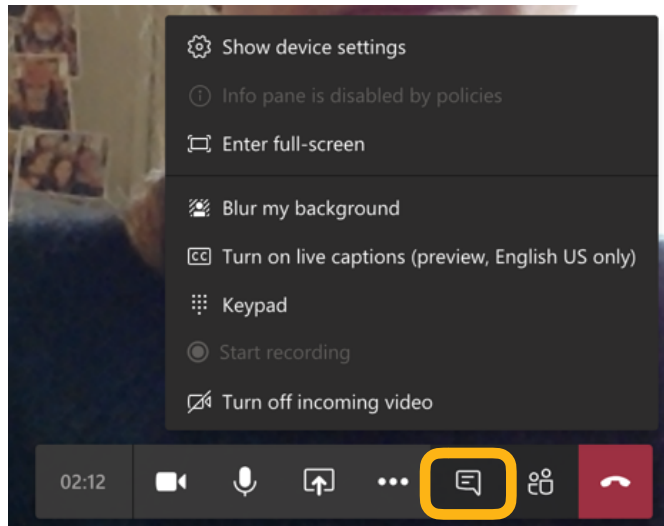 Show device settings
Info pane is disabled by policies
Enter full-screen
Blur my background
CC Turn on live captions (preview, English US only)
Keypad
Start recording
Turn off incoming video
02:12